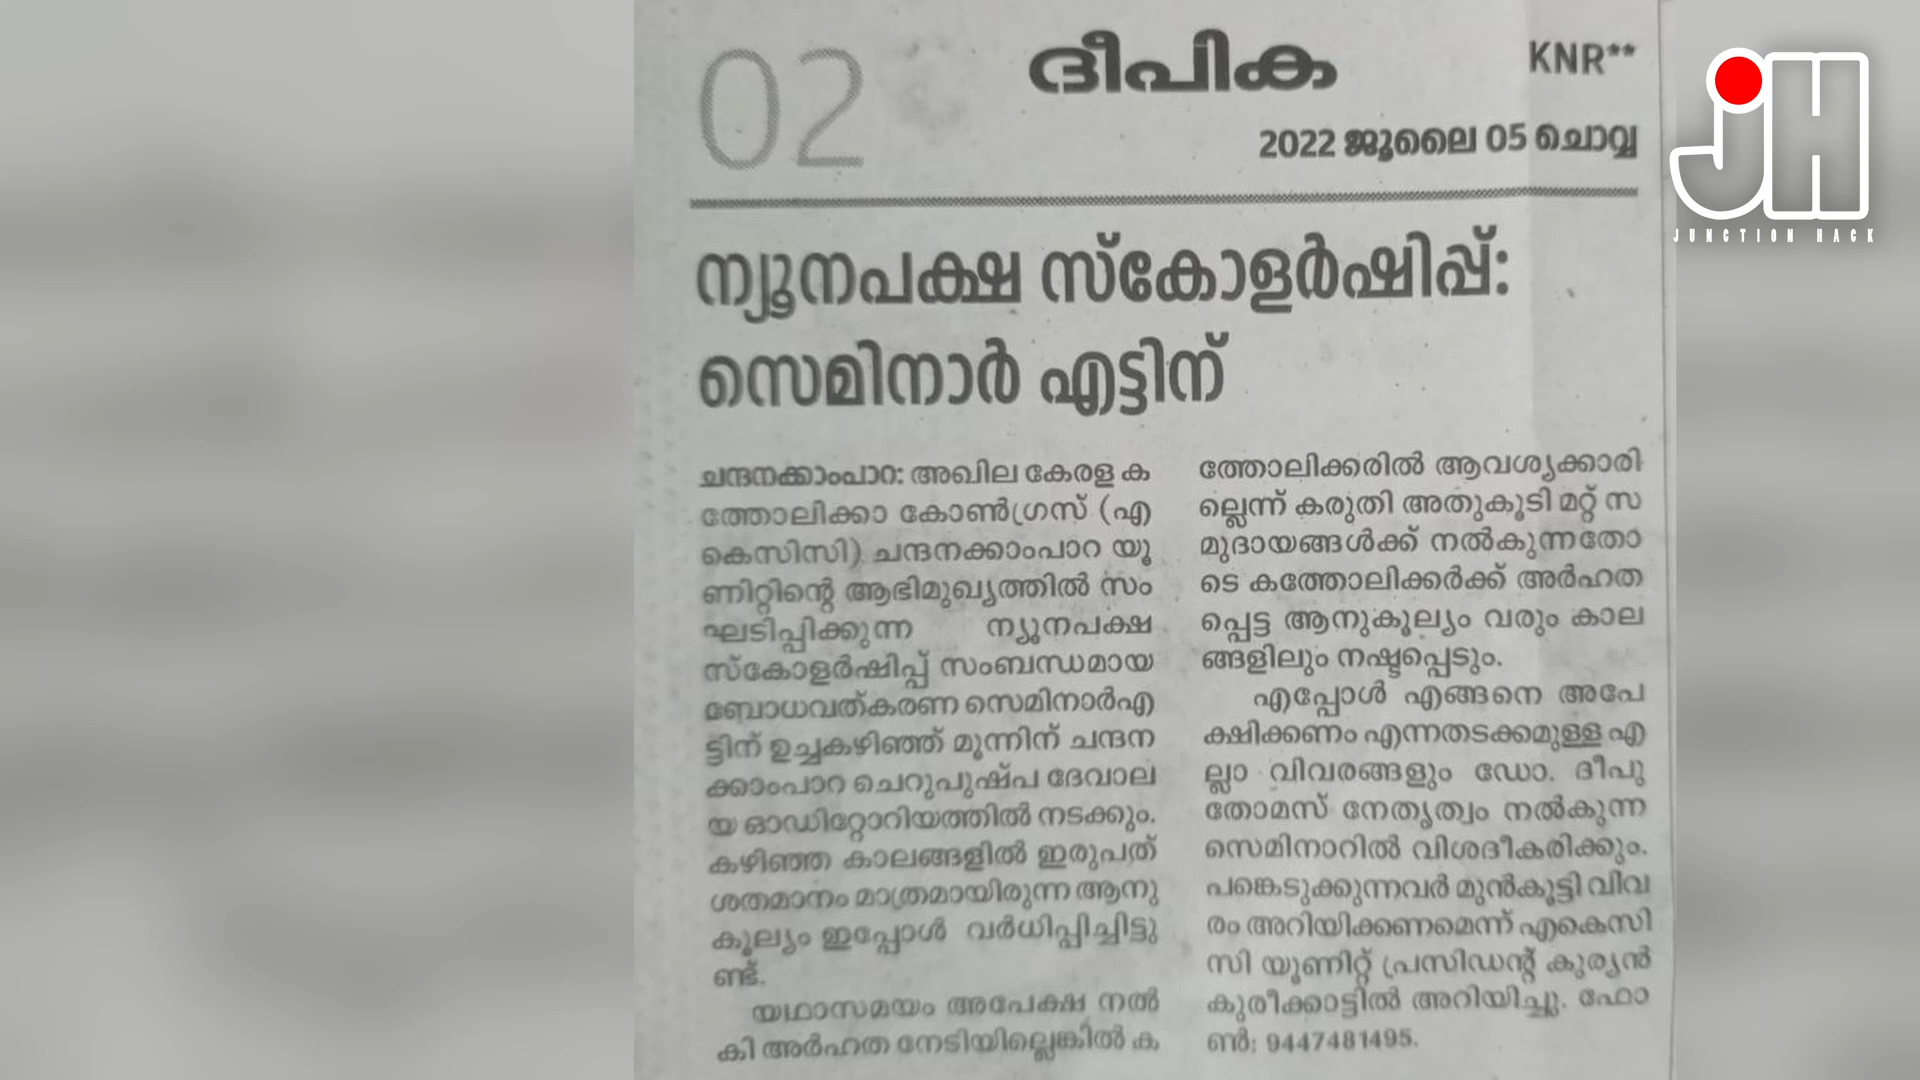 02
ദീപിക
KNR**
2022 ജൂലൈ 05 ചൊവ്വ
ന്യൂനപക്ഷ സ്കോളർഷിപ്പ്:
സെമിനാർ എട്ടിന്
ചന്ദനക്കാംപാറ: അഖില കേരള ക
ത്തോലിക്കാ കോൺഗ്രസ് (എ
കെസിസി) ചന്ദനക്കാംപാറ യൂ
ണിറ്റിന്റെ ആഭിമുഖ്യത്തിൽ സം
ഘടിപ്പിക്കുന്ന ന്യൂനപക്ഷ
സ്കോളർഷിപ്പ് സംബന്ധമായ
ബോധവത്കരണ സെമിനാർഎ
ട്ടിന് ഉച്ചകഴിഞ്ഞ് മൂന്നിന് ചന്ദന
ക്കാംപാറ ചെറുപുഷ്പ ദേവാല
യ ഓഡിറ്റോറിയത്തിൽ നടക്കും.
കഴിഞ്ഞ കാലങ്ങളിൽ ഇരുപത്
ശതമാനം മാത്രമായിരുന്ന ആനു
കൂല്യം ഇപ്പോൾ വർധിപ്പിച്ചിട്ടു
ണ്ട്.
യഥാസമയം അപേക്ഷ നൽ
കി അർഹത നേടിയില്ലെങ്കിൽ ക
ത്തോലിക്കരിൽ ആവശ്യക്കാരി
ല്ലെന്ന് കരുതി അതുകൂടി മറ്റ് സ
മുദായങ്ങൾക്ക് നൽകുന്നതോ
ടെ കത്തോലിക്കർക്ക് അർഹത
പ്പെട്ട ആനുകൂല്യം വരും കാല
ങ്ങളിലും നഷ്ടപ്പെടും.
എപ്പോൾ എങ്ങനെ അപേ
ക്ഷിക്കണം എന്നതടക്കമുള്ള എ
ല്ലാ വിവരങ്ങളും ഡോ. ദീപു
തോമസ് നേതൃത്വം നൽകുന്ന
സെമിനാറിൽ വിശദീകരിക്കും.
പങ്കെടുക്കുന്നവർ മുൻകൂട്ടി വിവ
രം അറിയിക്കണമെന്ന് എകെസി
സി യൂണിറ്റ് പ്രസിഡന്റ് കുര്യൻ
കുരീക്കാട്ടിൽ അറിയിച്ചു. ഫോ
ൺ: 9447481495.
JH
JUNCTION HACK